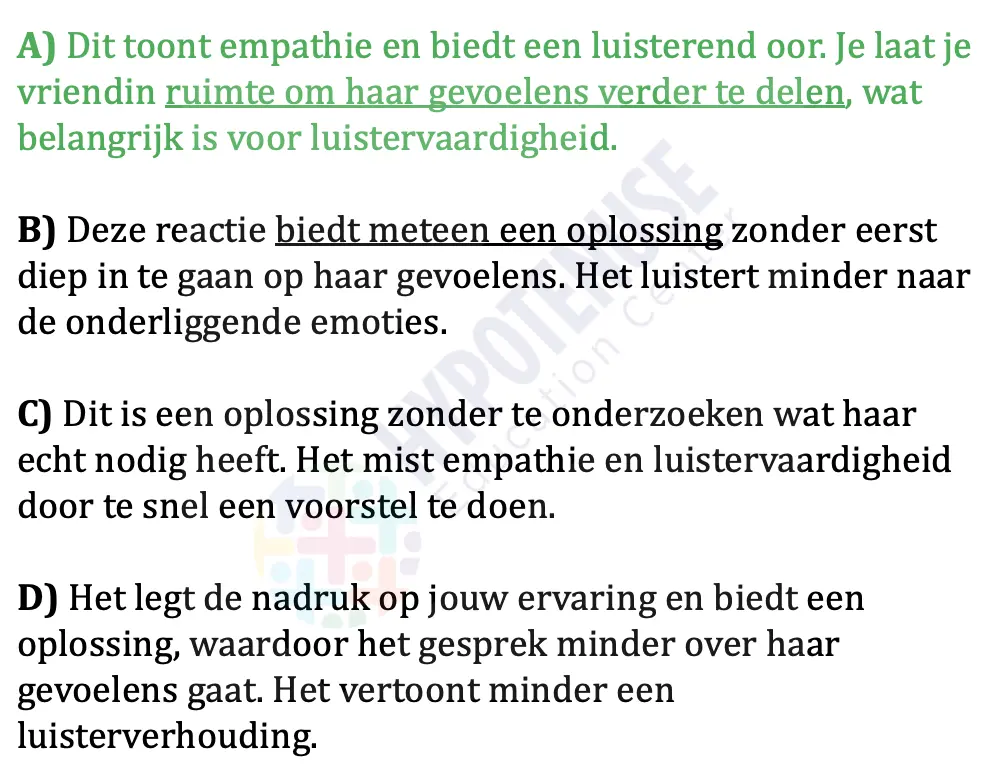 A) Dit toont empathie en biedt een luisterend oor. Je laat je
vriendin ruimte om haar gevoelens verder te delen, wat
belangrijk is voor luistervaardigheid.
B) Deze reactie biedt meteen een oplossing zonder eerst
diep in te gaan op haar gevoelens. Het luistert minder naar
de onderliggende emoties.
C) Dit is een oplossing zonder te onderzoeken wat haar
echt nodig heeft. Het mist empathie en luistervaardigheid
door te snel een voorstel te doen.
D) Het legt de nadruk op jouw ervaring en biedt een
oplossing, waardoor het gesprek minder over haar
gevoelens gaat. Het vertoont minder een
luisterverhouding.
HYPOTENUSE
Education Center